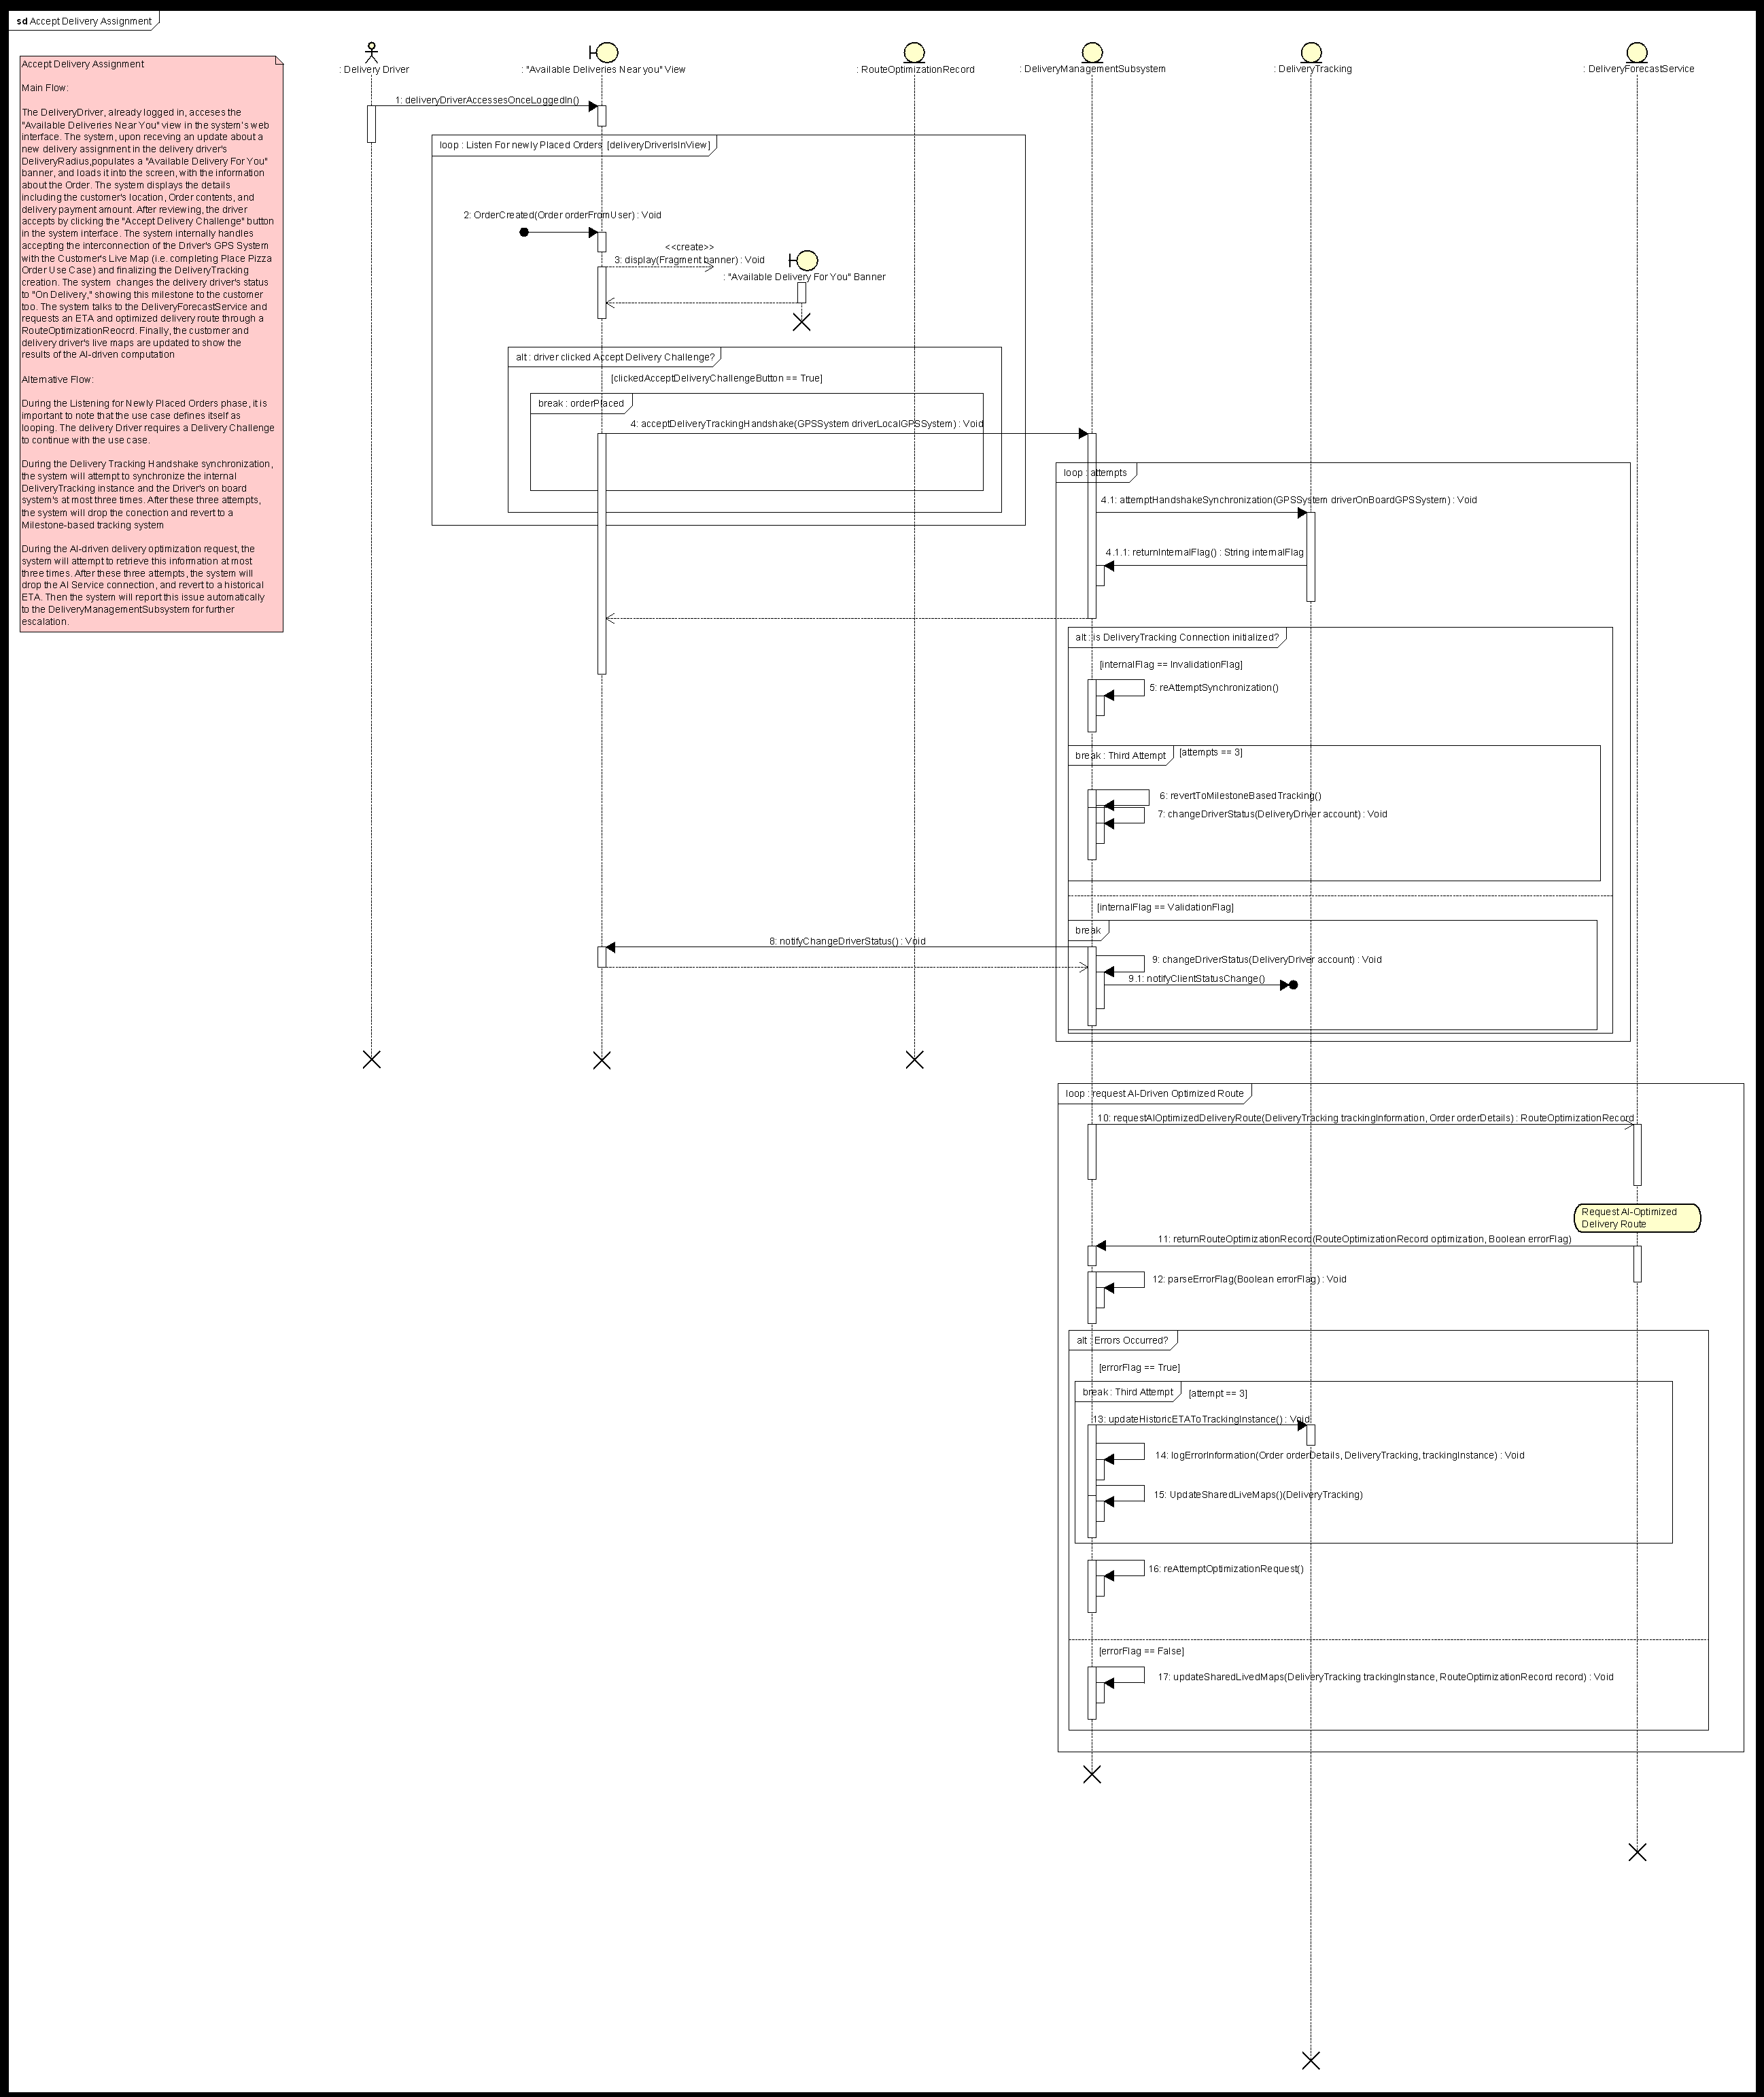 sd Accept Delivery Assignment
Accept Delivery Assignment
Main Flow:
The DeliveryDriver, already logged in, acceses the
"Available Deliveries Near You" view in the system's web
interface. The system, upon receving an update about a
new delivery assignment in the delivery driver's
DeliveryRadius,populates a "Available Delivery For You"
banner, and loads it into the screen, with the information
about the Order. The system displays the details
including the customer's location, Order contents, and
delivery payment amount. After reviewing, the driver
accepts by clicking the "Accept Delivery Challenge" button
in the system interface. The system internally handles
accepting the interconnection of the Driver's GPS System
with the Customer's Live Map (i.e. completing Place Pizza
Order Use Case) and finalizing the DeliveryTracking
creation. The system changes the delivery driver's status
to "On Delivery," showing this milestone to the customer
too. The system talks to the DeliveryForecastService and
requests an ETA and optimized delivery route through a
RouteOptimizationReocrd. Finally, the customer and
delivery driver's live maps are updated to show the
results of the AI-driven computation
Alternative Flow:
During the Listening for Newly Placed Orders phase, it is
important to note that the use case defines itself as
looping. The delivery Driver requires a Delivery Challenge
to continue with the use case.
During the Delivery Tracking Handshake synchronization,
the system will attempt to synchronize the internal
DeliveryTracking instance and the Driver's on board
system's at most three times. After these three attempts,
the system will drop the conection and revert to a
Milestone-based tracking system
During the AI-driven delivery optimization request, the
system will attempt to retrieve this information at most
three times. After these three attempts, the system will
drop the AI Service connection, and revert to a historical
ETA. Then the system will report this issue automatically
to the DeliveryManagementSubsystem for further
escalation.
: Delivery Driver
: "Available Deliveries Near you" View
: RouteOptimizationRecord
: DeliveryManagementSubsystem
: DeliveryTracking
: DeliveryForecastService
1: deliveryDriverAccessesOnceLoggedIn()
loop : Listen For newly Placed Orders [deliveryDriverIsInView]
2: OrderCreated(Order orderFromUser) : Void
<<create>>
3: display(Fragment banner) : Void
: "Available Delivery For You" Banner
alt : driver clicked Accept Delivery Challenge?
[clickedAcceptDeliveryChallengeButton == True]
break : orderPlaced
4: acceptDeliveryTrackingHandshake(GPSSystem driverLocalGPSSystem) : Void
loop : attempts
4.1: attemptHandshakeSynchronization(GPSSystem driverOnBoardGPSSystem) : Void
4.1.1: returnInternalFlag() : String internalFlag
alt : is DeliveryTracking Connection initialized?
[internalFlag == InvalidationFlag]
5: reAttemptSynchronization()
break : Third Attempt [attempts == 3]
6: revertToMilestoneBasedTracking()
7: changeDriverStatus(DeliveryDriver account) : Void
[internalFlag == ValidationFlag]
break
8: notifyChangeDriverStatus() : Void
9: changeDriverStatus(DeliveryDriver account) : Void
9.1: notifyClientStatusChange()
loop : request AI-Driven Optimized Route
10: requestAIOptimizedDeliveryRoute(DeliveryTracking trackingInformation, Order orderDetails) : RouteOptimizationRecord
Request AI-Optimized
Delivery Route
11: returnRouteOptimizationRecord(RouteOptimizationRecord optimization, Boolean errorFlag)
12: parseErrorFlag(Boolean errorFlag) : Void
alt : Errors Occurred?
[errorFlag == True]
break : Third Attempt [attempt == 3]
13: updateHistoricETAToTrackingInstance() : Void
14: logErrorInformation(Order orderDetails, DeliveryTracking, trackingInstance) : Void
15: UpdateSharedLiveMaps()(DeliveryTracking)
16: reAttemptOptimizationRequest()
[errorFlag == False]
17: updateSharedLivedMaps(DeliveryTracking trackingInstance, RouteOptimizationRecord record) : Void